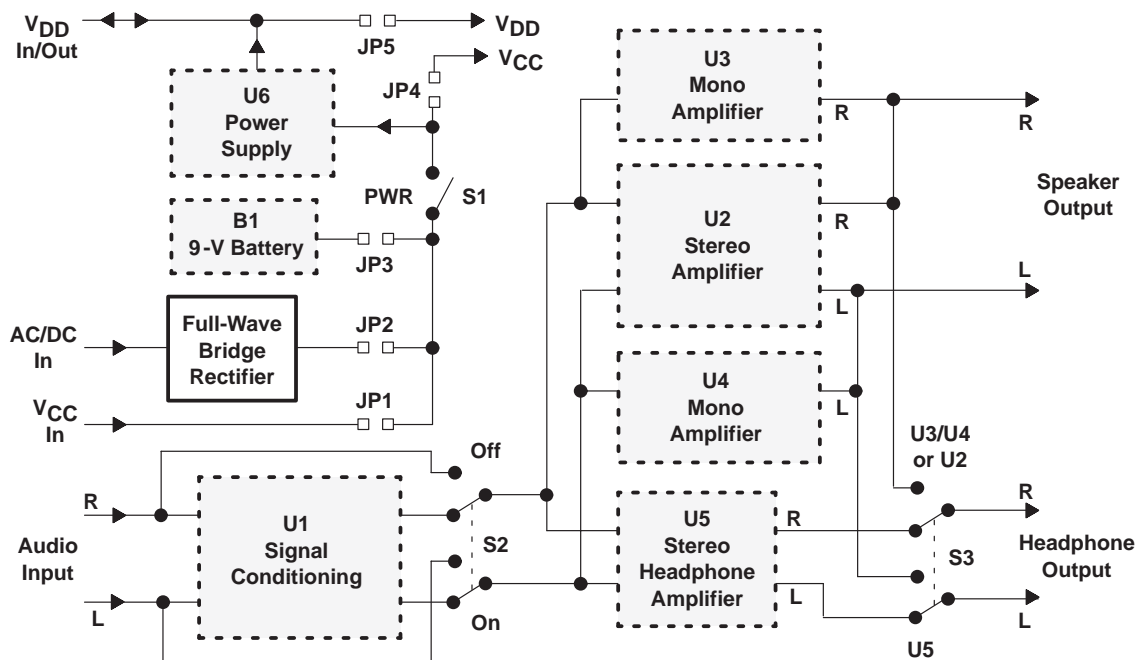 VDD
In/Out
JP5
VDD
VCC
JP4
U6
Power
Supply
PWR
S1
B1
9-V Battery
JP3
AC/DC
In
Full-Wave
Bridge
Rectifier
JP2
VCC
In
JP1
U3
Mono
Amplifier
R
R
U2
Stereo
Amplifier
R
L
Speaker
Output
L
U4
Mono
Amplifier
L
Off
U3/U4
or U2
R
Audio
Input
L
U1
Signal
Conditioning
S2
On
U5
Stereo
Headphone
Amplifier
R
L
S3
R
Headphone
Output
L
U5